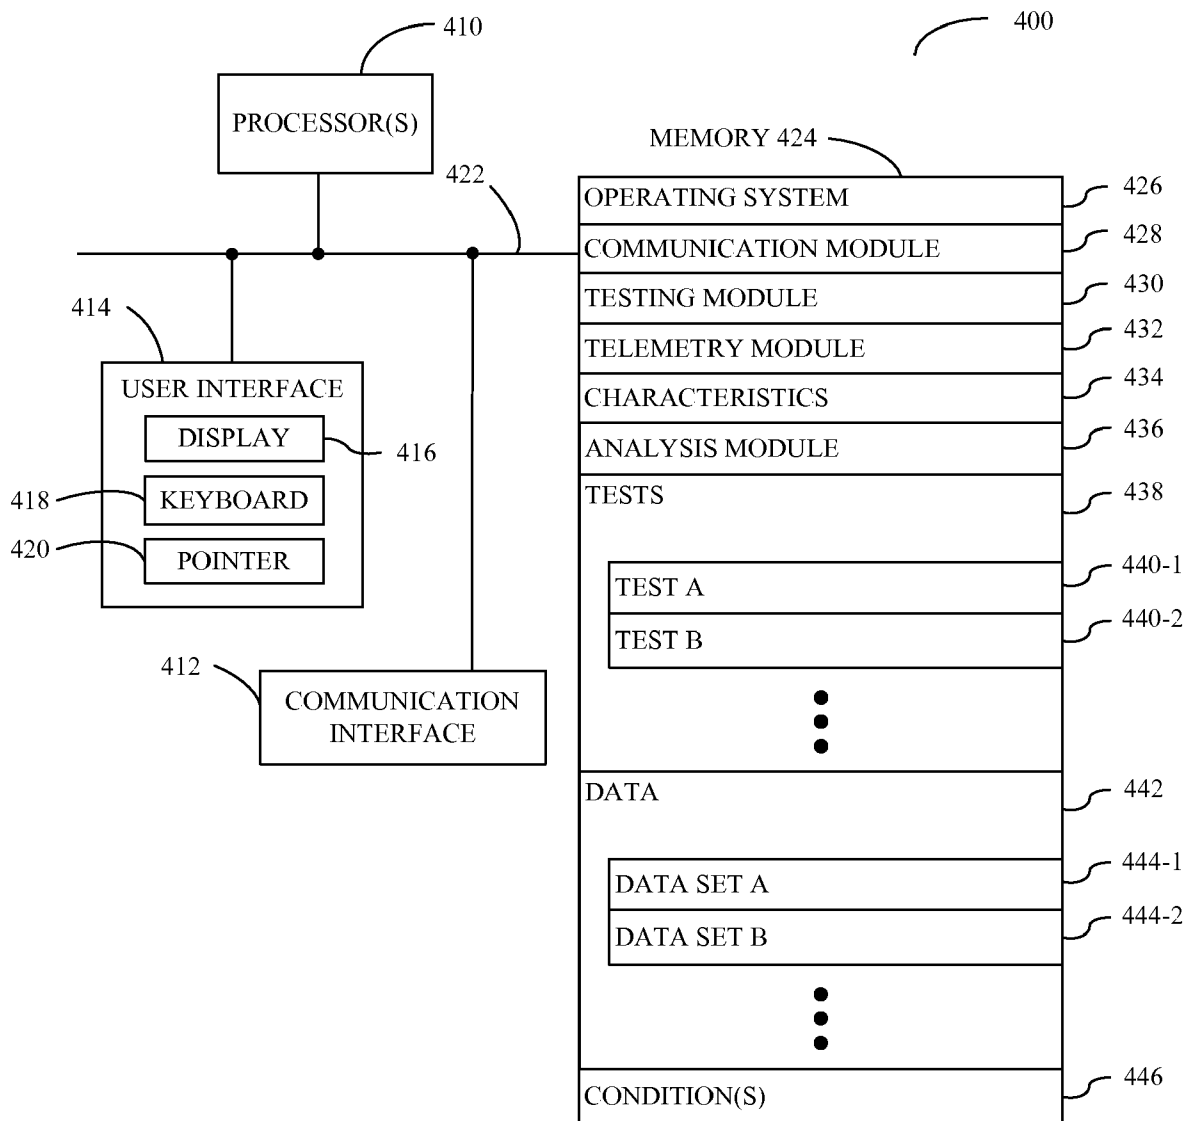 400
410
PROCESSOR(S)
422
414
USER INTERFACE
DISPLAY
416
418
KEYBOARD
420
POINTER
412
COMMUNICATION
INTERFACE
MEMORY 424
OPERATING SYSTEM
426
COMMUNICATION MODULE
428
TESTING MODULE
430
TELEMETRY MODULE
432
CHARACTERISTICS
434
ANALYSIS MODULE
436
TESTS
438
TEST A
440-1
TEST B
440-2
DATA
442
DATA SET A
444-1
DATA SET B
444-2
CONDITION(S)
446